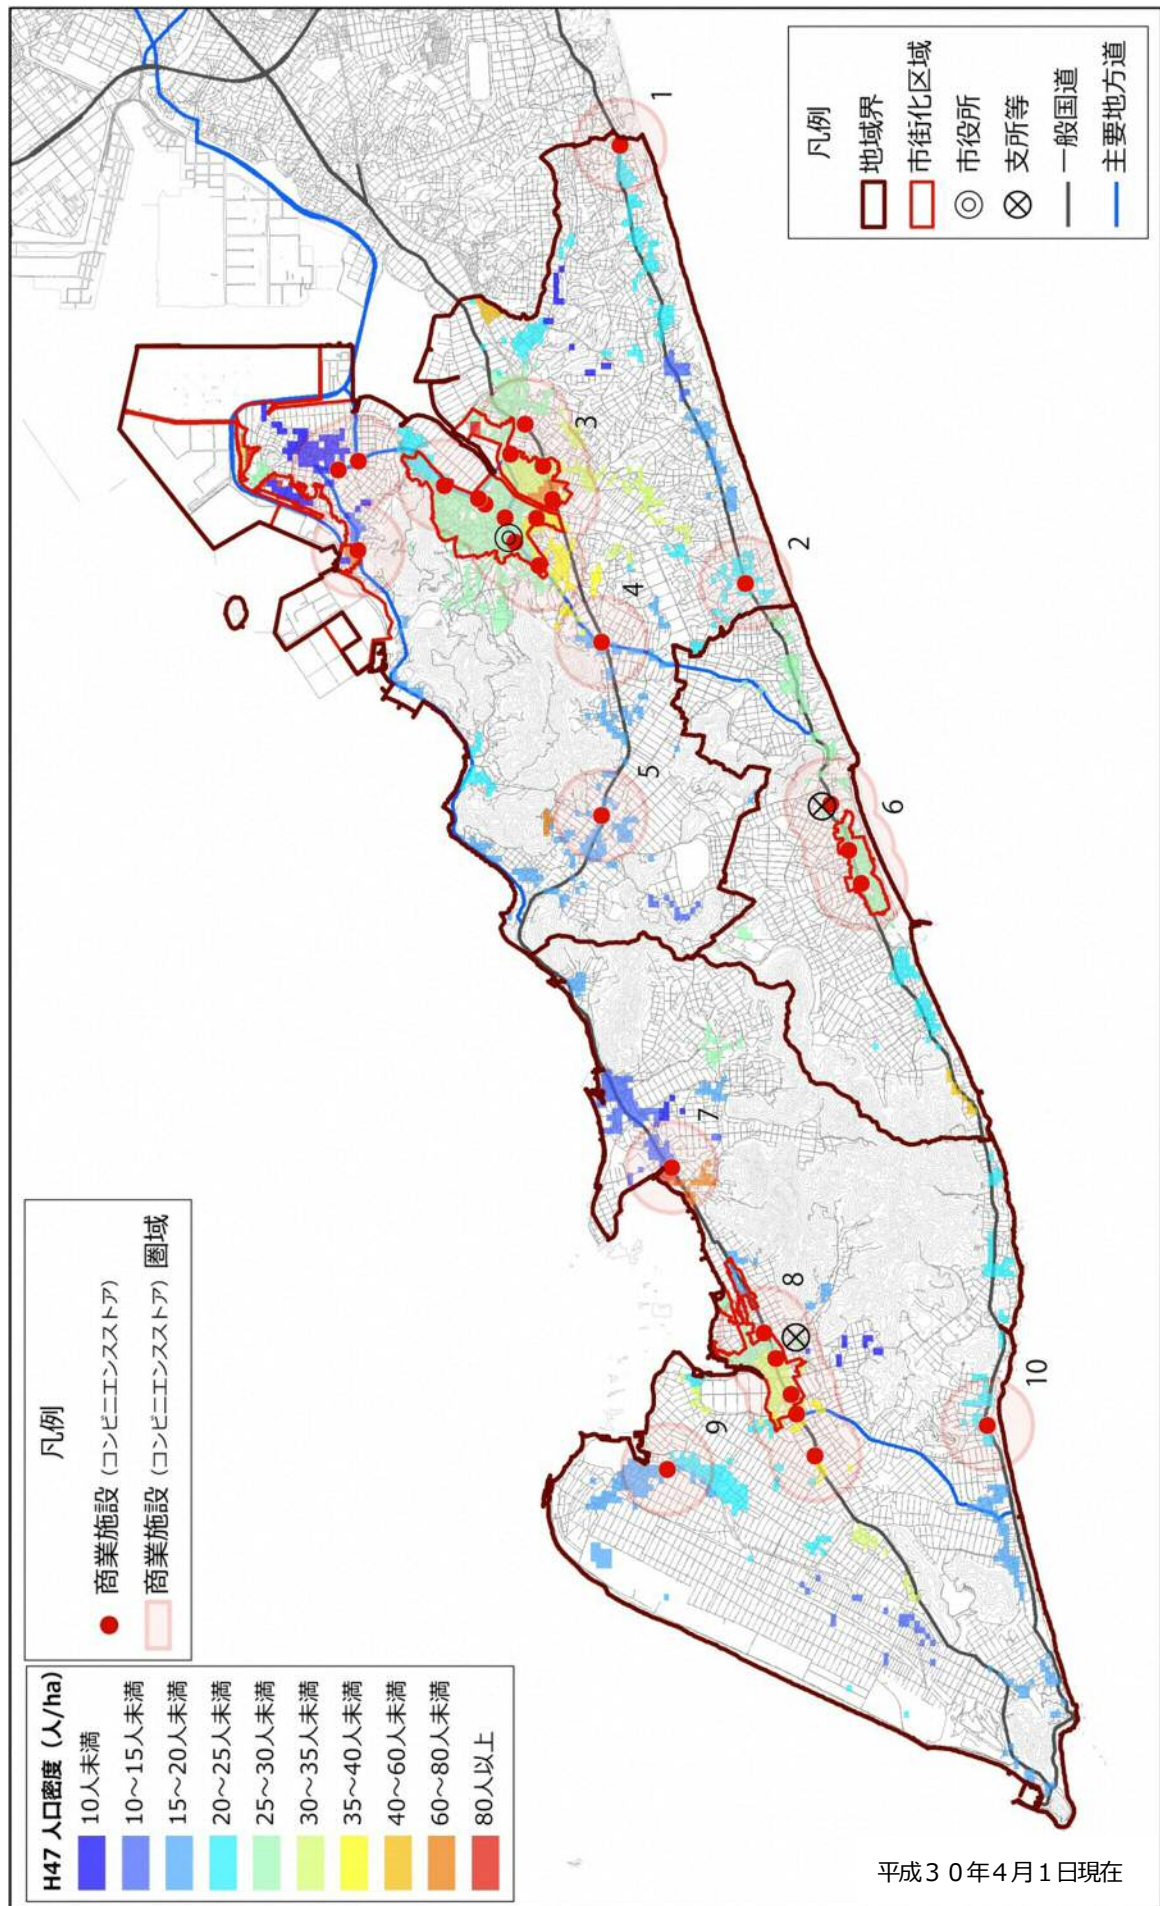 凡例
商業施設（コンビニエンスストア）
商業施設（コンビニエンスストア）圏域
H47 人口密度（人/ha）
10人未満
10～15人未満
15～20人未満
20～25人未満
25～30人未満
30～35人未満
35～40人未満
40～60人未満
60～80人未満
80人以上
凡例
地域界
市街化区域
市役所
支所等
一般国道
主要地方道
1
2
3
4
5
6
7
8
9
10
平成３０年４月１日現在